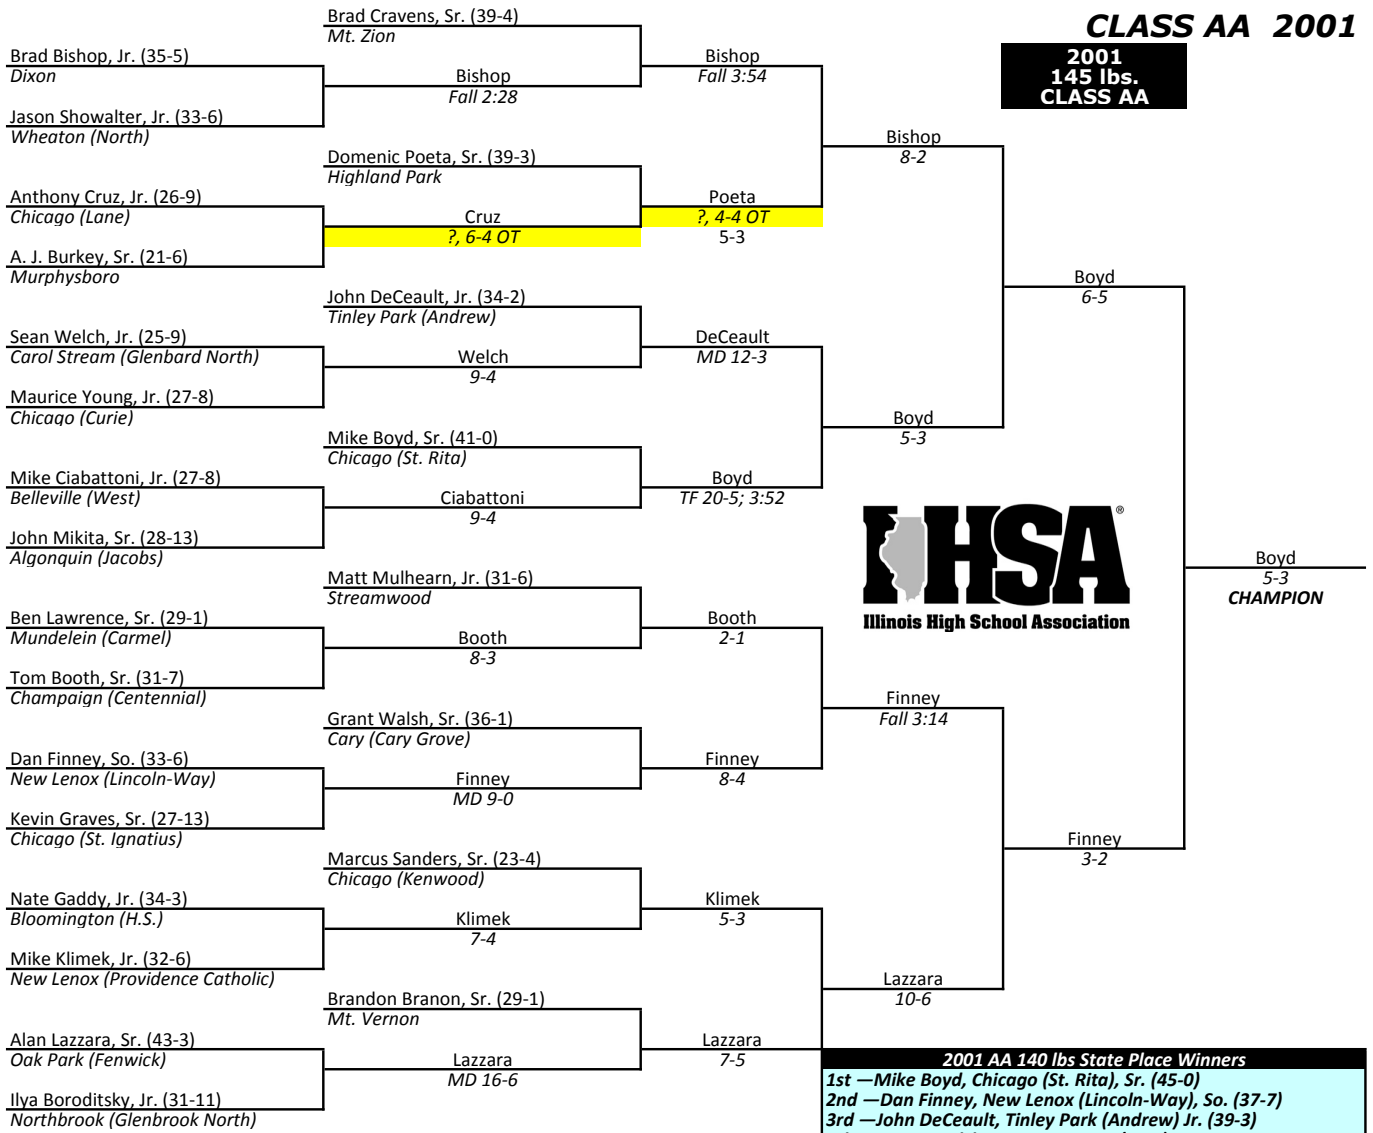 CLASS AA 2001
2001
145 lbs.
CLASS AA
Brad Bishop, Jr. (35-5)
Dixon
Jason Showalter, Jr. (33-6)
Wheaton (North)
Anthony Cruz, Jr. (26-9)
Chicago (Lane)
A. J. Burkey, Sr. (21-6)
Murphysboro
Sean Welch, Jr. (25-9)
Carol Stream (Glenbard North)
Maurice Young, Jr. (27-8)
Chicago (Curie)
Mike Ciabattoni, Jr. (27-8)
Belleville (West)
John Mikita, Sr. (28-13)
Algonquin (Jacobs)
Ben Lawrence, Sr. (29-1)
Mundelein (Carmel)
Tom Booth, Sr. (31-7)
Champaign (Centennial)
Dan Finney, So. (33-6)
New Lenox (Lincoln-Way)
Kevin Graves, Sr. (27-13)
Chicago (St. Ignatius)
Nate Gaddy, Jr. (34-3)
Bloomington (H.S.)
Mike Klimek, Jr. (32-6)
New Lenox (Providence Catholic)
Alan Lazzara, Sr. (43-3)
Oak Park (Fenwick)
Ilya Boroditsky, Jr. (31-11)
Northbrook (Glenbrook North)
Brad Cravens, Sr. (39-4)
Mt. Zion
Bishop
Fall 2:28
Domenic Poeta, Sr. (39-3)
Highland Park
Cruz
?, 6-4 OT
John DeCeault, Jr. (34-2)
Tinley Park (Andrew)
Welch
9-4
Mike Boyd, Sr. (41-0)
Chicago (St. Rita)
Ciabattoni
9-4
Matt Mulhearn, Jr. (31-6)
Streamwood
Booth
8-3
Grant Walsh, Sr. (36-1)
Cary (Cary Grove)
Finney
MD 9-0
Marcus Sanders, Sr. (23-4)
Chicago (Kenwood)
Klimek
7-4
Brandon Branon, Sr. (29-1)
Mt. Vernon
Lazzara
MD 16-6
Bishop
Fall 3:54
Poeta
?, 4-4 OT
5-3
DeCeault
MD 12-3
Boyd
TF 20-5; 3:52
Booth
2-1
Finney
8-4
Klimek
5-3
Lazzara
7-5
Bishop
8-2
Boyd
5-3
Finney
Fall 3:14
Lazzara
10-6
Boyd
6-5
Finney
3-2
Boyd
5-3
CHAMPION
IHSA®
Illinois High School Association
2001 AA 140 lbs State Place Winners
1st —Mike Boyd, Chicago (St. Rita), Sr. (45-0)
2nd —Dan Finney, New Lenox (Lincoln-Way), So. (37-7)
3rd —John DeCeault, Tinley Park (Andrew) Jr. (39-3)